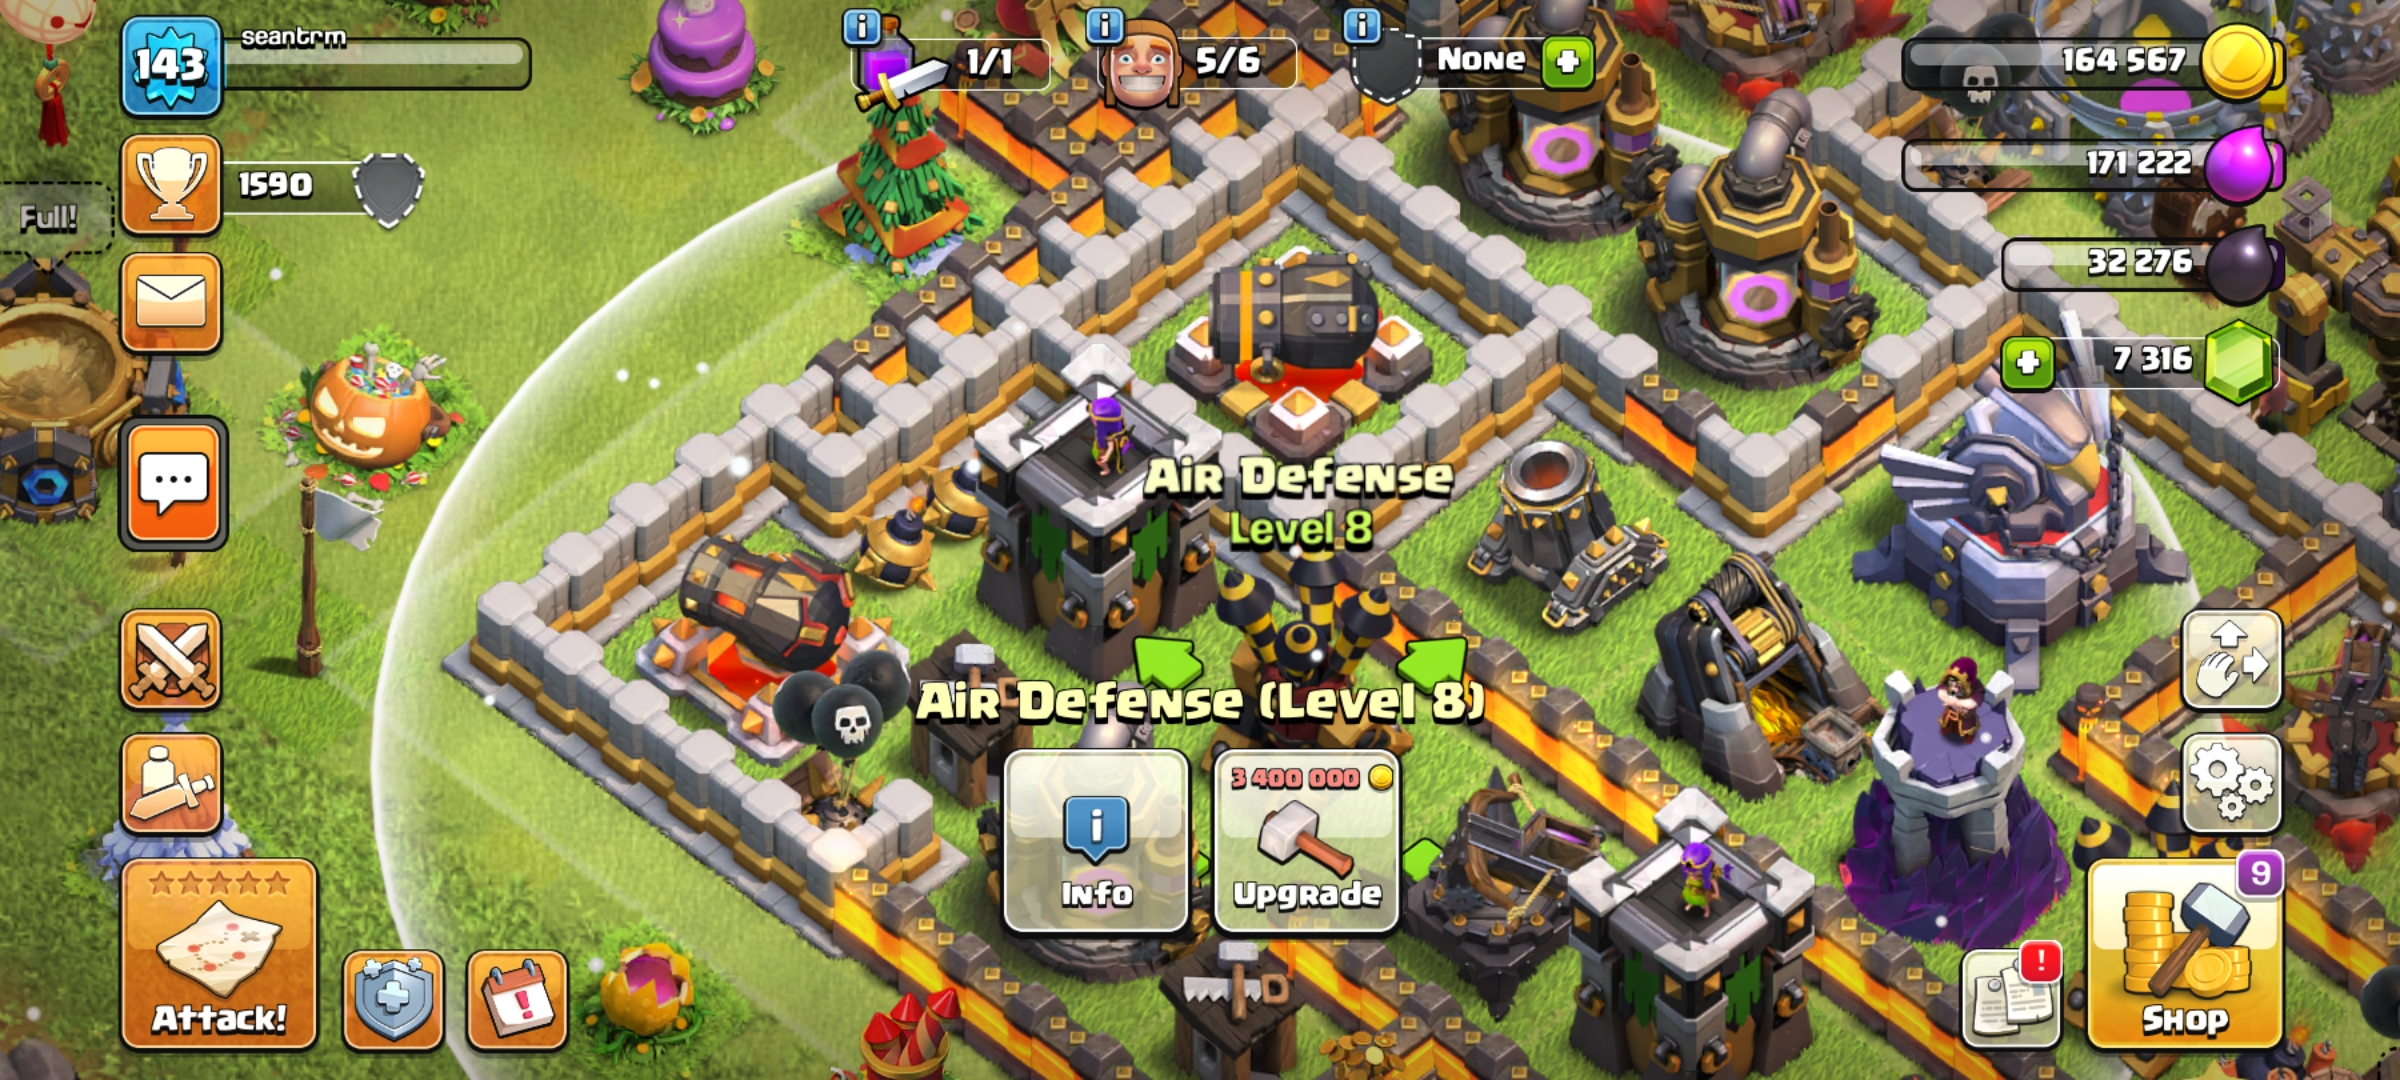 143
seantrm
1/1
5/6
None
164 567
1590
171 222
Full!
32 276
7 316
Air Defense
Level 8
Air Defense (Level 8)
3 400 000
Info
Upgrade
9
Attack!
!
Shop